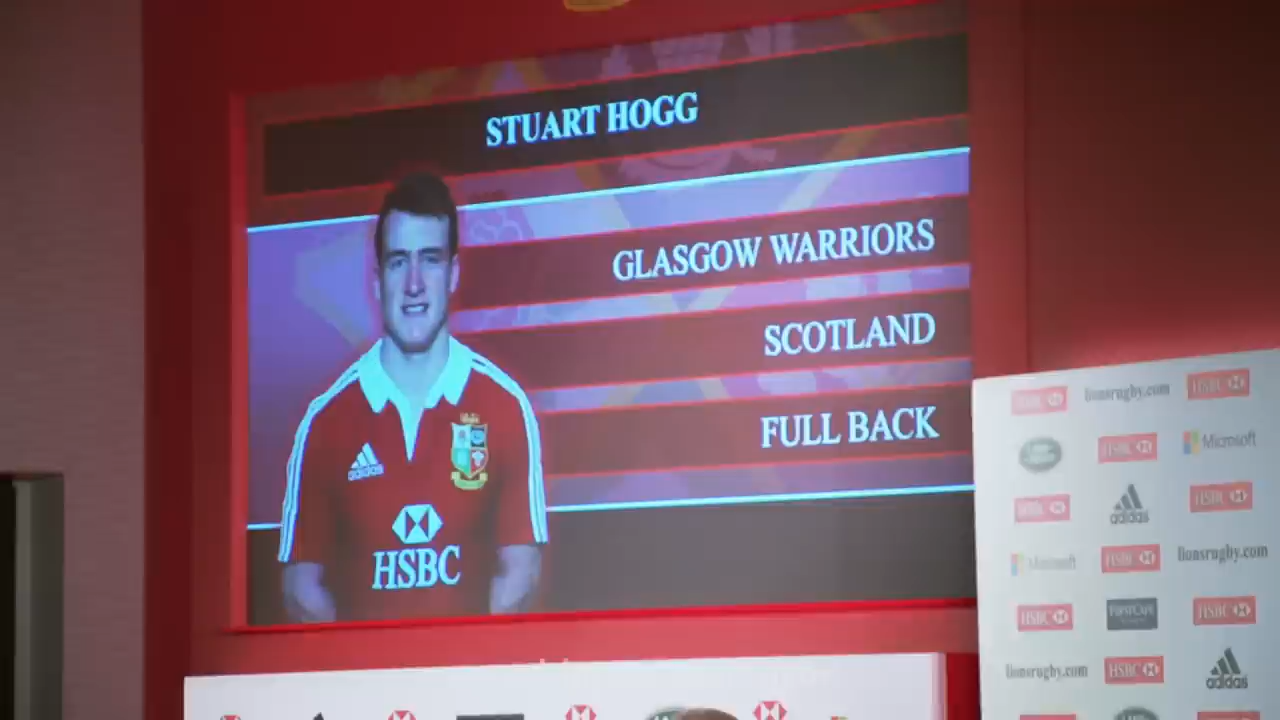 STUART HOGG
GLASGOW WARRIORS
SCOTLAND
FULL BACK
adidas
HSBC
HSBC lionsrugby.com HSBC
HSBC Microsoft
HSBC adidas HSBC
Microsoft HSBC lionsrugby.com
HSBC HSBC
lionsrugby.com HSBC adidas